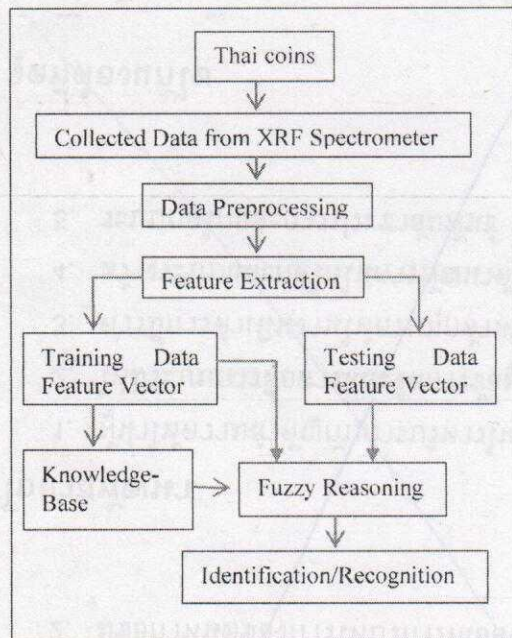 Thai coins
Collected Data from XRF Spectrometer
Data Preprocessing
Feature Extraction
Training Data
Feature Vector
Testing Data
Feature Vector
Knowledge-
Base
Fuzzy Reasoning
Identification/Recognition